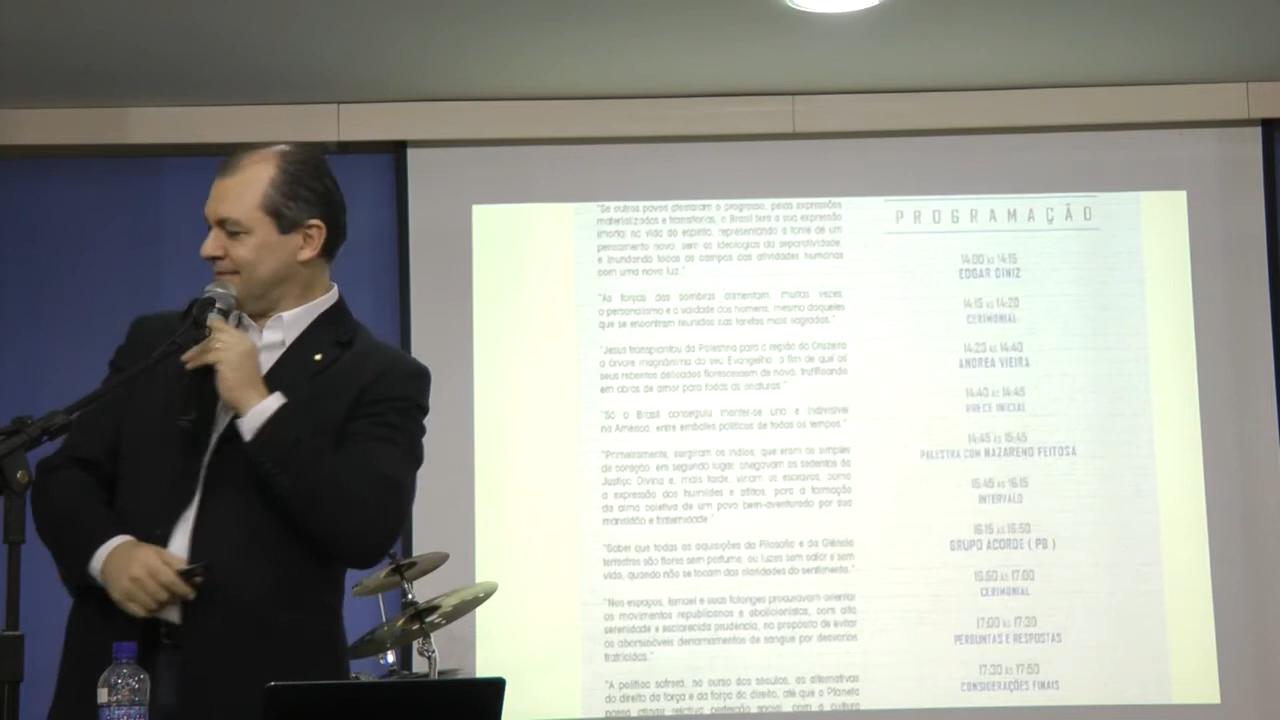 "Se outros povos atestaram o progresso, pelas expressões
materializadas e transitórias, o Brasil terá a sua expressão
imortal na vida do espírito, representando a fonte de um
pensamento novo, sem as ideologias da separatividade,
e inundando todos os campos das atividades humanas
com uma nova luz."
"As forças das sombras alimentam, muitas vezes,
o personalismo e a vaidade dos homens, mesmo daqueles
que se encontram reunidos nas tarefas mais sagradas."
"Jesus transplantou da Palestina para a região do Cruzeiro
a árvore magnânima do seu Evangelho, a fim de que os
seus rebentos delicados florescessem de novo, frutificando
em obras de amor para todas as criaturas."
"Só o Brasil conseguiu manter-se uno e indivisível
na América, entre embates políticos de todos os tempos."
"Primeiramente, surgiram os índios, que eram os simples
de coração; em segundo lugar, chegavam os sedentos da
Justiça Divina e, mais tarde, viriam os escravos, como
a expressão dos humildes e aflitos, para a formação
da alma coletiva de um povo bem-aventurado por sua
mansidão e fraternidade."
"Saber que todas as aquisições da Filosofia e da Ciência
terrestres são flores sem perfume, ou luzes sem calor e sem
vida, quando não se tocam das claridades do sentimento."
"Nos espaços, Ismael e suas falanges procuravam orientar
os movimentos republicanos e abolicionistas, com alta
serenidade e esclarecida prudência, no propósito de evitar
os abomináveis derramamentos de sangue por desvarios
fratricidas."
"A política sofrerá, no curso dos séculos, as alternativas
do direito da força e da força do direito, até que o Planeta
possa atingir relativa perfeição social, com a cultura
PROGRAMAÇÃO
14:00 às 14:15
EDGAR DINIZ
14:15 às 14:20
CERIMONIAL
14:20 às 14:40
ANDREA VIEIRA
14:40 às 14:45
PRECE INICIAL
14:45 às 15:45
PALESTRA COM NAZARENO FEITOSA
15:45 às 16:15
INTERVALO
16:15 às 16:50
GRUPO ACORDE ( PB )
16:50 às 17:00
CERIMONIAL
17:00 às 17:30
PERGUNTAS E RESPOSTAS
17:30 às 17:50
CONSIDERAÇÕES FINAIS